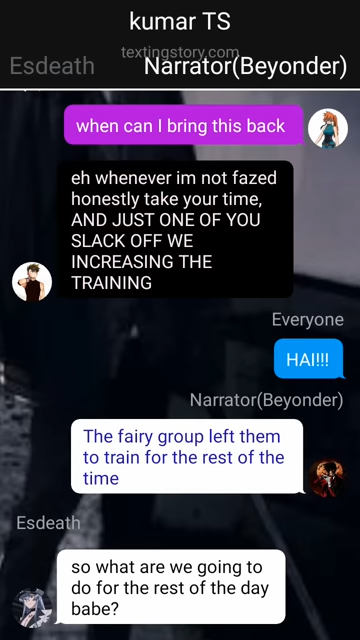 kumar TS
textingstory.com
Esdeath
Narrator(Beyonder)
when can I bring this back
eh whenever im not fazed
honestly take your time,
AND JUST ONE OF YOU
SLACK OFF WE
INCREASING THE
TRAINING
Everyone
HAI!!!
Narrator(Beyonder)
The fairy group left them
to train for the rest of the
time
Esdeath
so what are we going to
do for the rest of the day
babe?